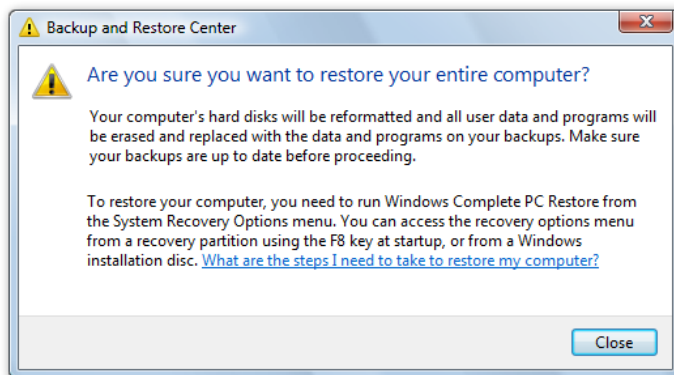 Backup and Restore Center
Are you sure you want to restore your entire computer?
Your computer's hard disks will be reformatted and all user data and programs will
be erased and replaced with the data and programs on your backups. Make sure
your backups are up to date before proceeding.
To restore your computer, you need to run Windows Complete PC Restore from
the System Recovery Options menu. You can access the recovery options menu
from a recovery partition using the F8 key at startup, or from a Windows
installation disc. What are the steps I need to take to restore my computer?
Close